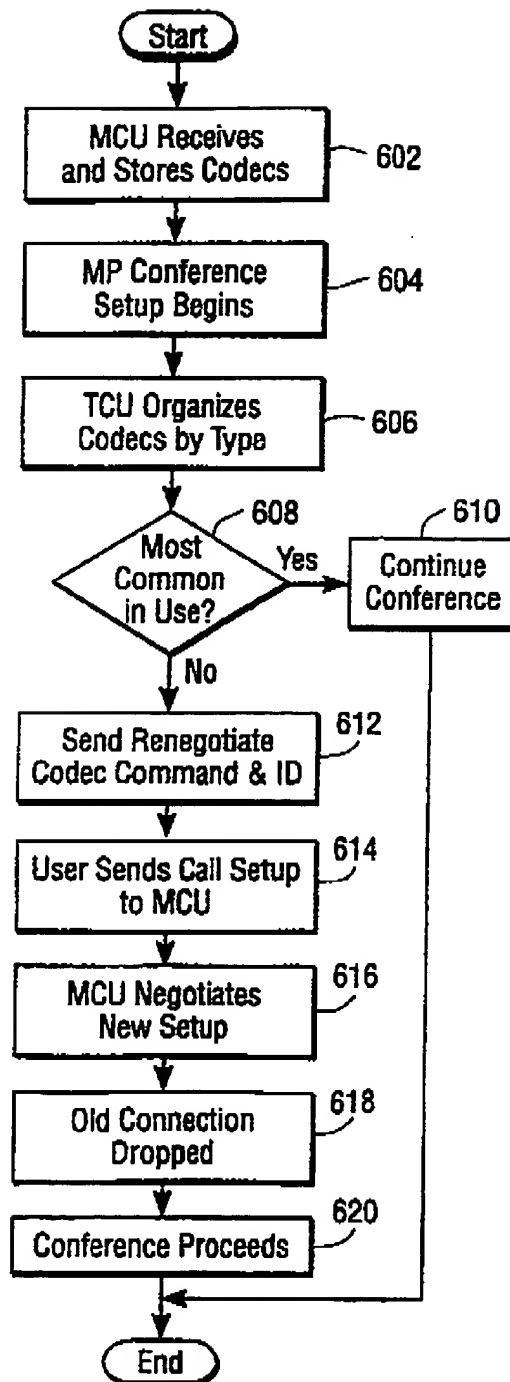 Start
MCU Receives
and Stores Codecs
602
MP Conference
Setup Begins
604
TCU Organizes
Codecs by Type
606
608
Most
Common
in Use?
Yes
610
Continue
Conference
No
Send Renegotiate
Codec Command & ID
612
User Sends Call Setup
to MCU
614
MCU Negotiates
New Setup
616
Old Connection
Dropped
618
Conference Proceeds
620
End